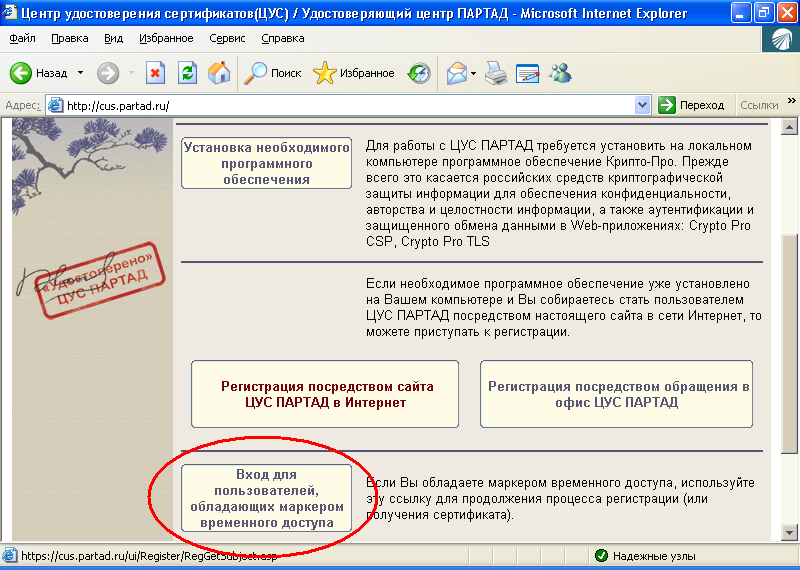 Центр удостоверения сертификатов(ЦУС) / Удостоверяющий центр ПАРТАД - Microsoft Internet Explorer
Файл Правка Вид Избранное Сервис Справка
Назад Поиск Избранное
Адрес: http://cus.partad.ru/ Переход Ссылки »
Установка необходимого
программного
обеспечения
Для работы с ЦУС ПАРТАД требуется установить на локальном
компьютере программное обеспечение Крипто-Про. Прежде
всего это касается российских средств криптографической
защиты информации для обеспечения конфиденциальности,
авторства и целостности информации, а также аутентификации и
защищенного обмена данными в Web-приложениях: Crypto Pro
CSP, Crypto Pro TLS
«Удостоверено»
ЦУС ПАРТАД
Если необходимое программное обеспечение уже установлено
на Вашем компьютере и Вы собираетесь стать пользователем
ЦУС ПАРТАД посредством настоящего сайта в сети Интернет, то
можете приступать к регистрации.
Регистрация посредством сайта
ЦУС ПАРТАД в Интернет
Регистрация посредством обращения в
офис ЦУС ПАРТАД
Вход для
пользователей,
обладающих маркером
временного доступа
Если Вы обладаете маркером временного доступа, используйте
эту ссылку для продолжения процесса регистрации (или
получения сертификата).
https://cus.partad.ru/ui/Register/RegGetSubject.asp Надежные узлы